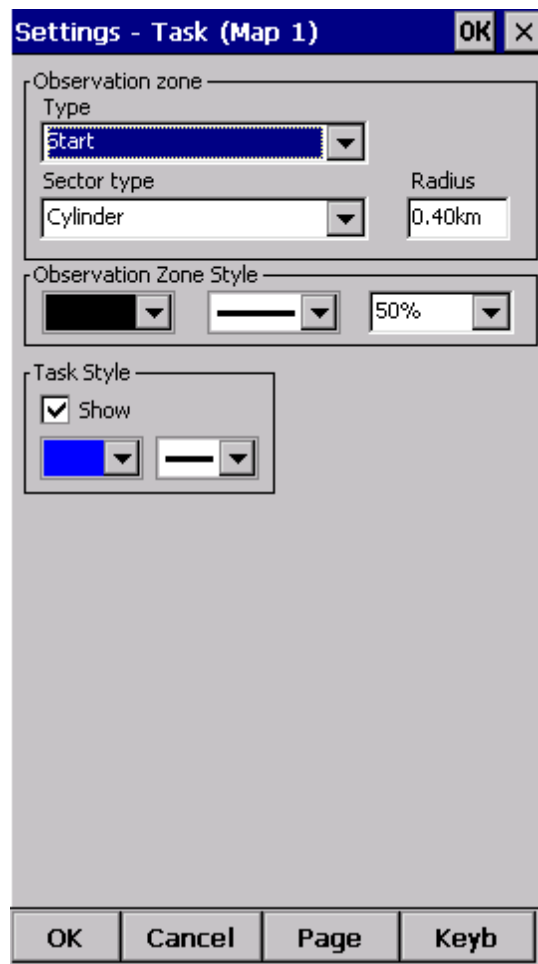 Settings - Task (Map 1) OK ×
Observation zone
Type
Start
Sector type Radius
Cylinder 0.40km
Observation Zone Style
50%
Task Style
Show
OK Cancel Page Keyb